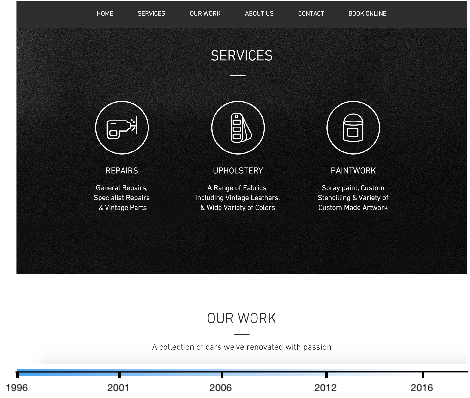 HOME SERVICES OUR WORK ABOUT US CONTACT BOOK ONLINE
SERVICES
REPAIRS
General Repairs,
Specialist Repairs
& Vintage Parts
UPHOLSTERY
A Range of Fabrics,
Including Vintage Leathers,
& Wide Variety of Colors
PAINTWORK
Spray paint, Custom
Stenciling & Variety of
Custom Made Artwork
OUR WORK
A collection of cars we've renovated with passion
1996 2001 2006 2012 2016